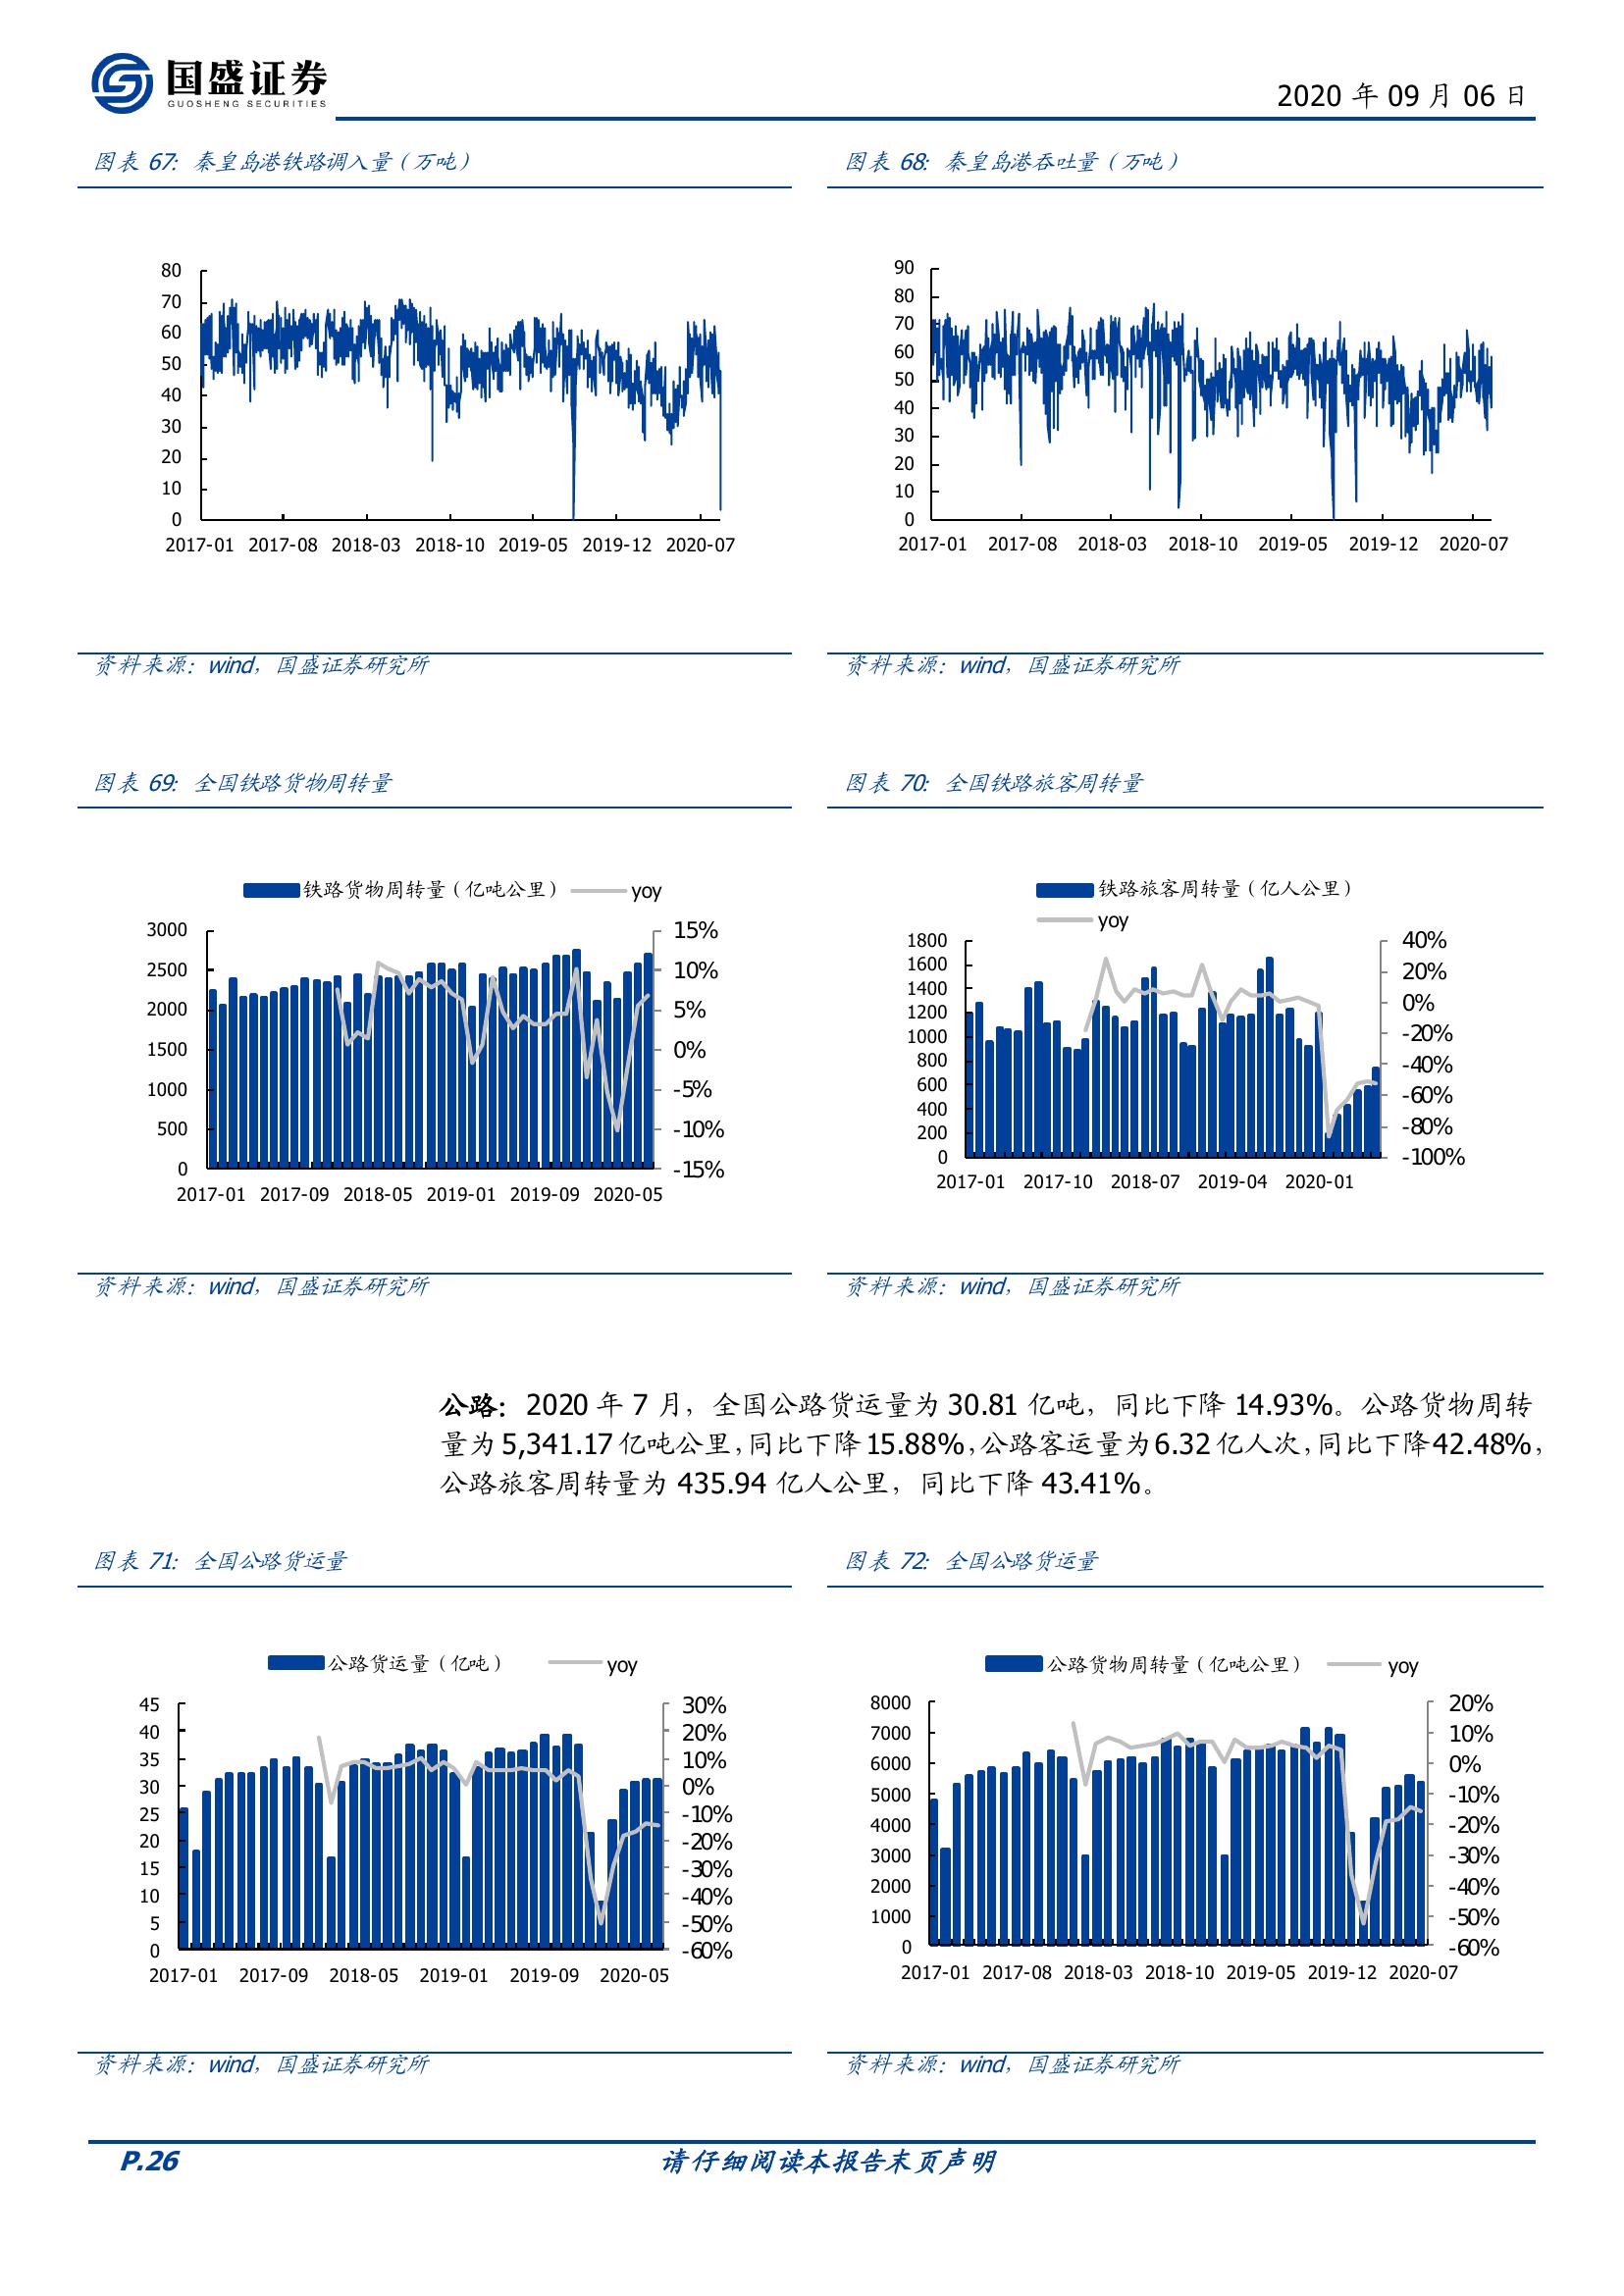 国盛证券
GUOSHENG SECURITIES
2020 年 09 月 06 日
图表 67: 秦皇岛港铁路调入量（万吨）
图表 68: 秦皇岛港吞吐量（万吨）
80
70
60
50
40
30
20
10
0
2017-01 2017-08 2018-03 2018-10 2019-05 2019-12 2020-07
90
80
70
60
50
40
30
20
10
0
2017-01 2017-08 2018-03 2018-10 2019-05 2019-12 2020-07
资料来源：wind，国盛证券研究所
资料来源：wind，国盛证券研究所
图表 69: 全国铁路货物周转量
图表 70: 全国铁路旅客周转量
铁路货物周转量（亿吨公里） yoy
3000
2500
2000
1500
1000
500
0
15%
10%
5%
0%
-5%
-10%
-15%
2017-01 2017-09 2018-05 2019-01 2019-09 2020-05
铁路旅客周转量（亿人公里）
yoy
1800
1600
1400
1200
1000
800
600
400
200
0
40%
20%
0%
-20%
-40%
-60%
-80%
-100%
2017-01 2017-10 2018-07 2019-04 2020-01
资料来源：wind，国盛证券研究所
资料来源：wind，国盛证券研究所
公路：2020 年 7 月，全国公路货运量为 30.81 亿吨，同比下降 14.93%。公路货物周转
量为 5,341.17 亿吨公里，同比下降 15.88%，公路客运量为 6.32 亿人次，同比下降 42.48%，
公路旅客周转量为 435.94 亿人公里，同比下降 43.41%。
图表 71: 全国公路货运量
图表 72: 全国公路货运量
公路货运量（亿吨） yoy
45
40
35
30
25
20
15
10
5
0
30%
20%
10%
0%
-10%
-20%
-30%
-40%
-50%
-60%
2017-01 2017-09 2018-05 2019-01 2019-09 2020-05
公路货物周转量（亿吨公里） yoy
8000
7000
6000
5000
4000
3000
2000
1000
0
20%
10%
0%
-10%
-20%
-30%
-40%
-50%
-60%
2017-01 2017-08 2018-03 2018-10 2019-05 2019-12 2020-07
资料来源：wind，国盛证券研究所
资料来源：wind，国盛证券研究所
P.26
请仔细阅读本报告末页声明